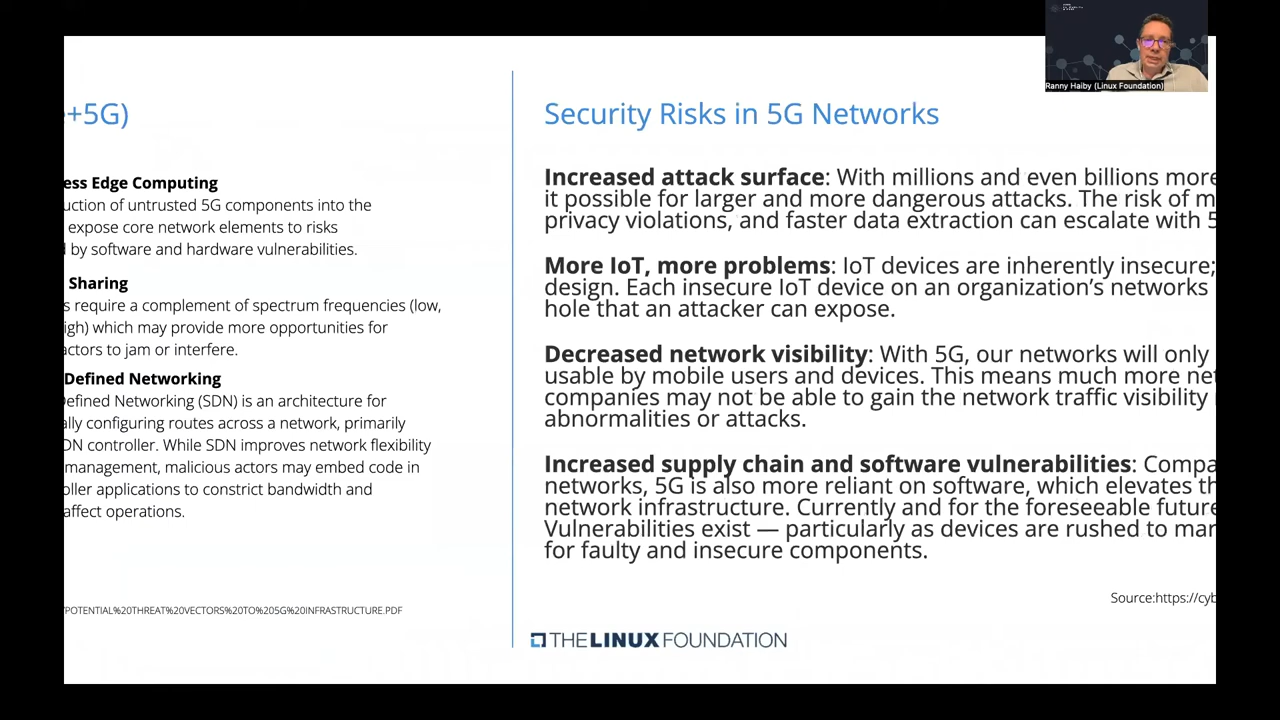 Ranny Haiby (Linux Foundation)
+5G)
ess Edge Computing
uction of untrusted 5G components into the
expose core network elements to risks
d by software and hardware vulnerabilities.
Sharing
s require a complement of spectrum frequencies (low,
igh) which may provide more opportunities for
actors to jam or interfere.
Defined Networking
Defined Networking (SDN) is an architecture for
ally configuring routes across a network, primarily
DN controller. While SDN improves network flexibility
management, malicious actors may embed code in
oller applications to constrict bandwidth and
affect operations.
/POTENTIAL%20THREAT%20VECTORS%20TO%205G%20INFRASTRUCTURE.PDF
Security Risks in 5G Networks
Increased attack surface: With millions and even billions more
it possible for larger and more dangerous attacks. The risk of m
privacy violations, and faster data extraction can escalate with 5
More IoT, more problems: IoT devices are inherently insecure;
design. Each insecure IoT device on an organization's networks
hole that an attacker can expose.
Decreased network visibility: With 5G, our networks will only
usable by mobile users and devices. This means much more net
companies may not be able to gain the network traffic visibility
abnormalities or attacks.
Increased supply chain and software vulnerabilities: Compa
networks, 5G is also more reliant on software, which elevates th
network infrastructure. Currently and for the foreseeable future
Vulnerabilities exist — particularly as devices are rushed to mar
for faulty and insecure components.
Source:https://cyb
THE LINUX FOUNDATION